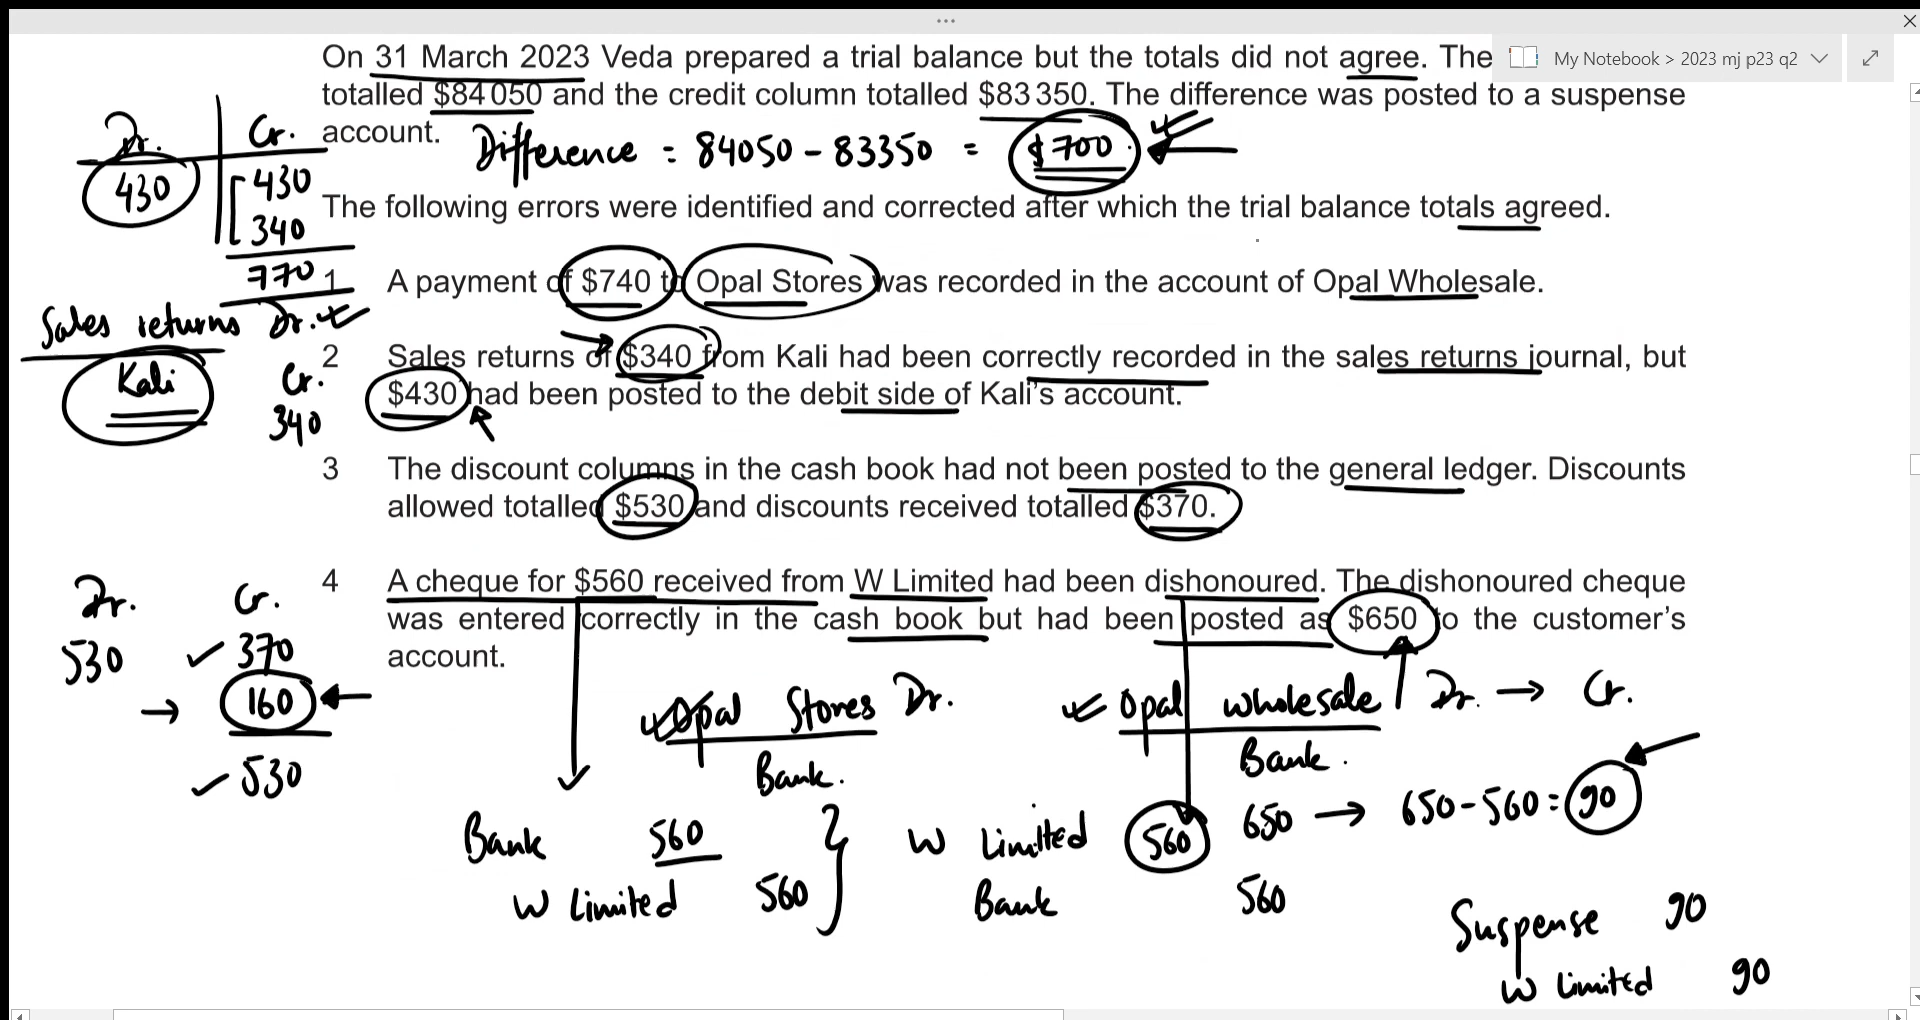 My Notebook > 2023 mj p23 q2
On 31 March 2023 Veda prepared a trial balance but the totals did not agree. The
totalled $84 050 and the credit column totalled $83 350. The difference was posted to a suspense
account.
Difference = 84050 - 83350 = $700
Dr. Cr.
430 430
340
770
The following errors were identified and corrected after which the trial balance totals agreed.
1 A payment of $740 to Opal Stores was recorded in the account of Opal Wholesale.
Sales returns Dr.
Kali Cr.
340
2 Sales returns of $340 from Kali had been correctly recorded in the sales returns journal, but
$430 had been posted to the debit side of Kali's account.
3 The discount columns in the cash book had not been posted to the general ledger. Discounts
allowed totalled $530 and discounts received totalled $370.
4 A cheque for $560 received from W Limited had been dishonoured. The dishonoured cheque
was entered correctly in the cash book but had been posted as $650 to the customer's
account.
Dr. Cr.
530 370
160
530
Opal Stores Dr.
Bank.
Opal Wholesale Dr. → Cr.
Bank.
Bank 560
W Limited 560
W Limited 560 650 → 650-560=90
Bank 560
Suspense 90
W Limited 90